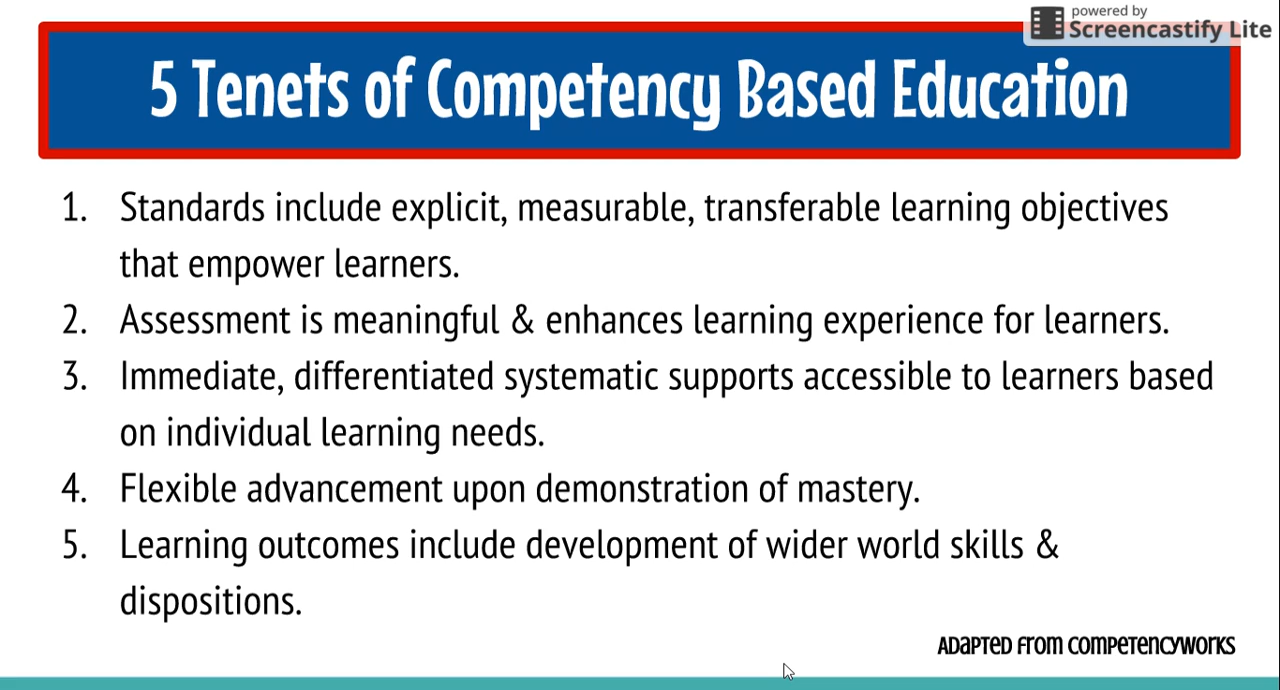 powered by
Screencastify Lite
5 Tenets of Competency Based Education
1. Standards include explicit, measurable, transferable learning objectives
that empower learners.
2. Assessment is meaningful & enhances learning experience for learners.
3. Immediate, differentiated systematic supports accessible to learners based
on individual learning needs.
4. Flexible advancement upon demonstration of mastery.
5. Learning outcomes include development of wider world skills &
dispositions.
Adapted from CompetencyWorks